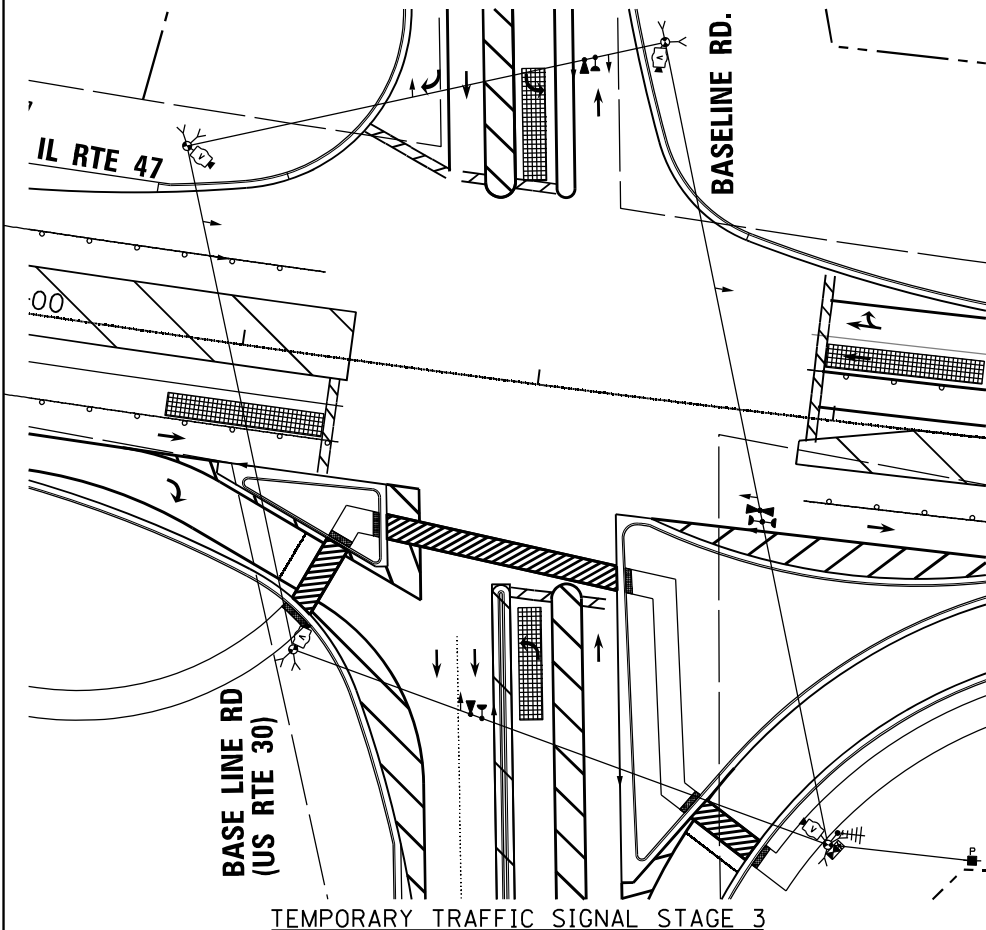 BASELINE RD.
IL RTE 47
00
BASE LINE RD
(US RTE 30)
V
V
V
V
P
TEMPORARY TRAFFIC SIGNAL STAGE 3